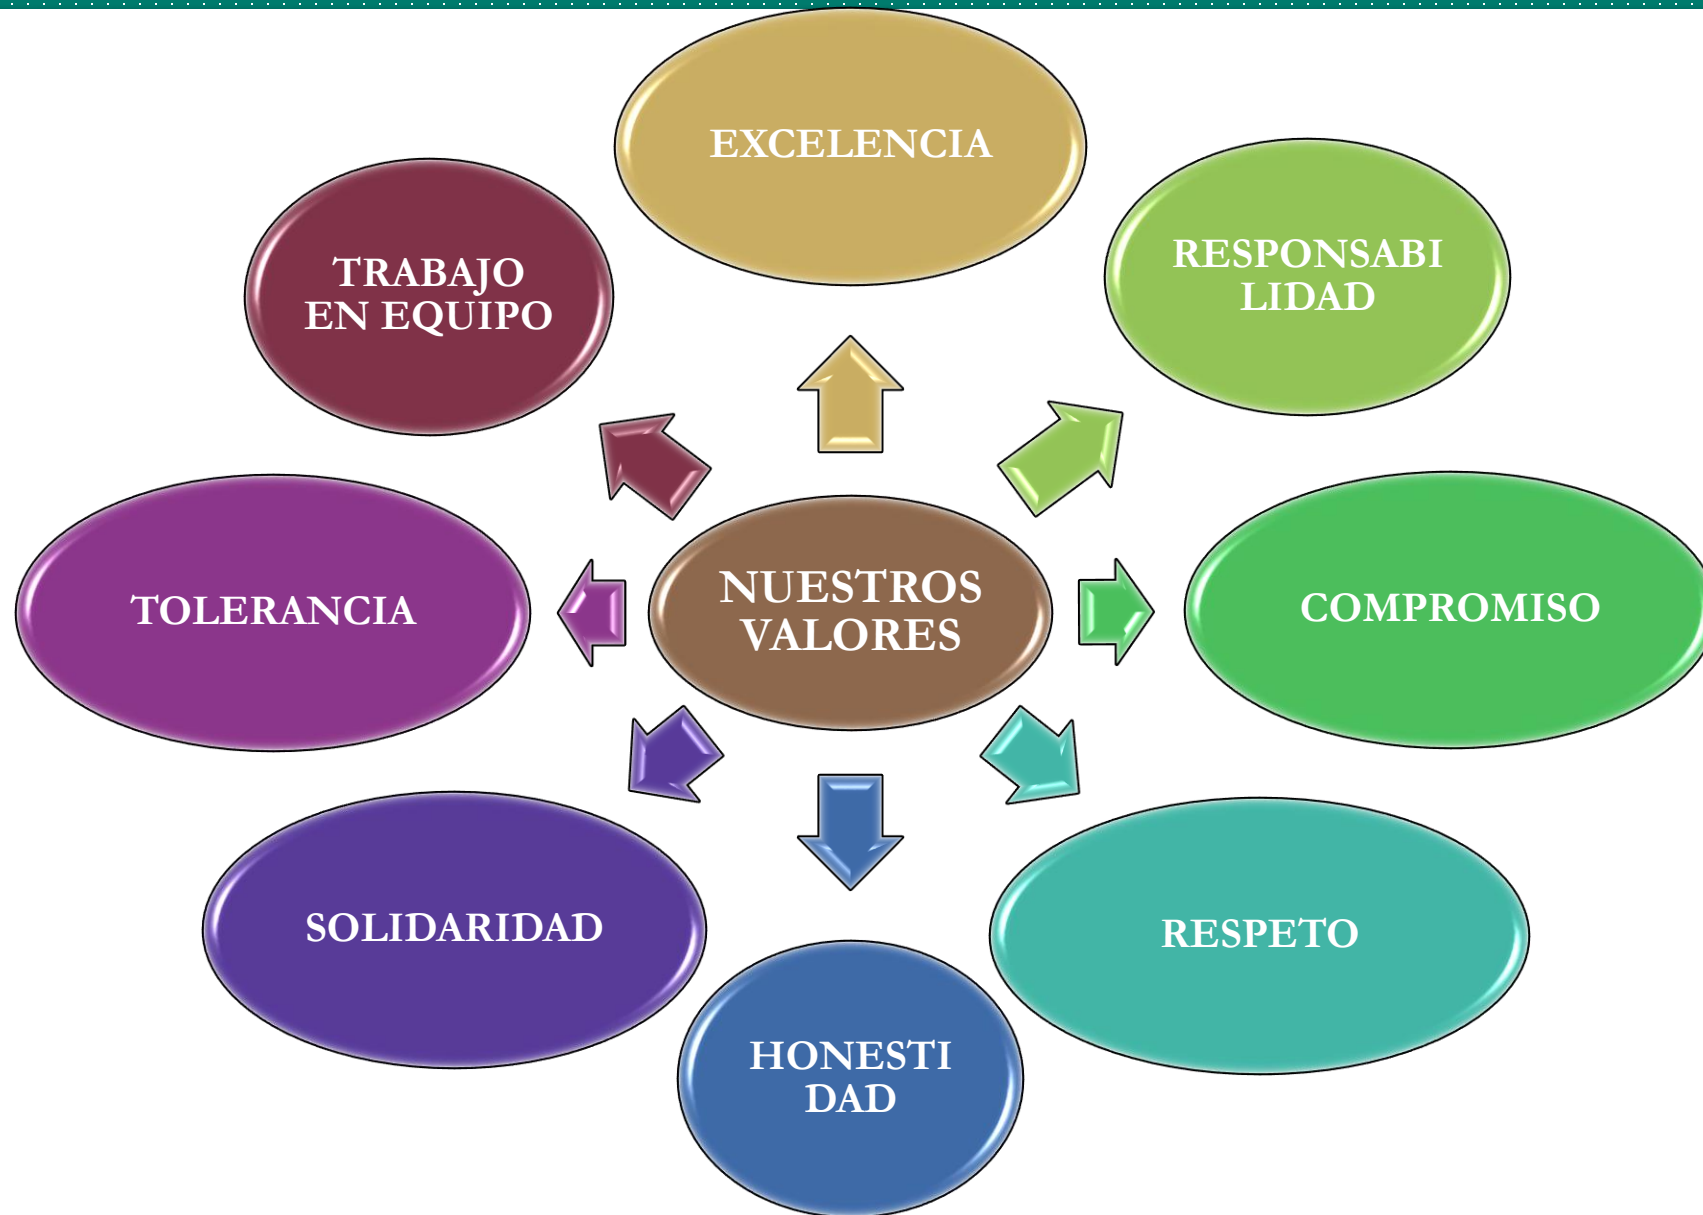 EXCELENCIA
RESPONSABI
LIDAD
COMPROMISO
RESPETO
HONESTI
DAD
SOLIDARIDAD
TOLERANCIA
TRABAJO
EN EQUIPO
NUESTROS
VALORES